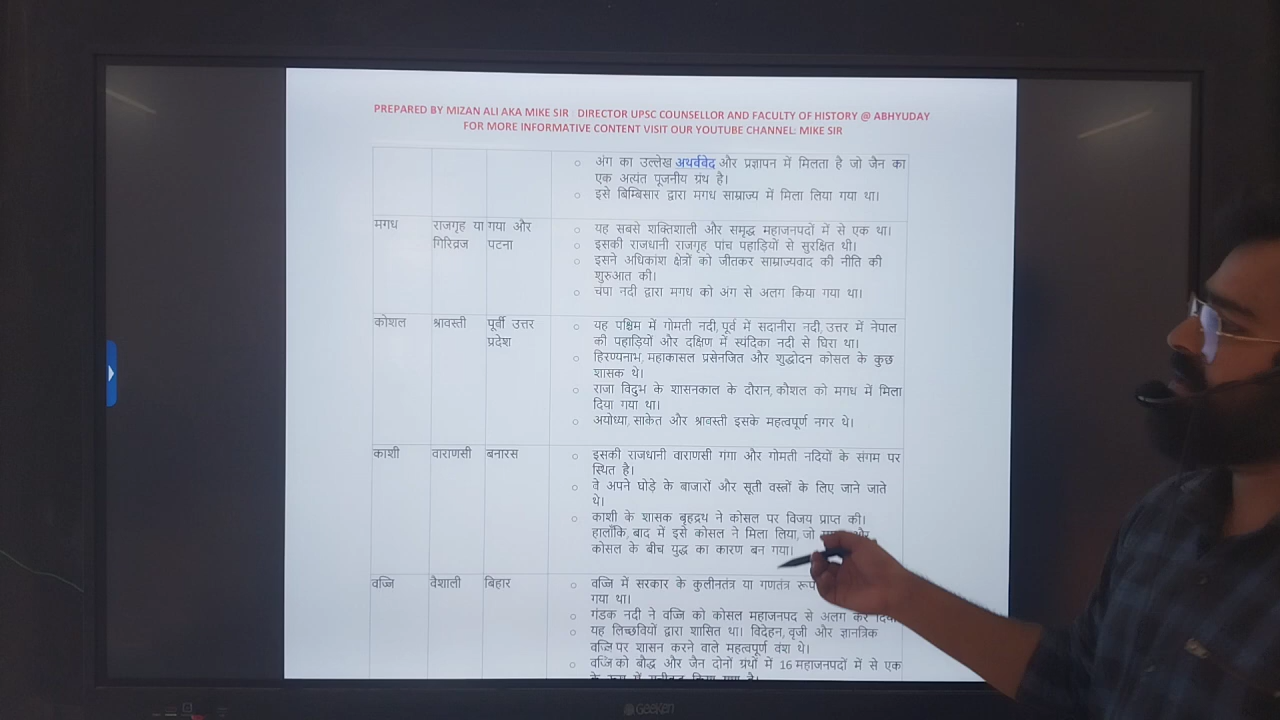 PREPARED BY MIZAN ALI AKA MIKE SIR DIRECTOR UPSC COUNSELLOR AND FACULTY OF HISTORY @ ABHYUDAY
FOR MORE INFORMATIVE CONTENT VISIT OUR YOUTUBE CHANNEL: MIKE SIR
अंग का उल्लेख अथर्ववेद और प्रज्ञापन में मिलता है जो जैन का
एक अत्यंत पूजनीय ग्रंथ है।
इसे बिम्बिसार द्वारा मगध साम्राज्य में मिला लिया गया था।
मगध
राजगृह या
गिरिव्रज
गया और
पटना
यह सबसे शक्तिशाली और समृद्ध महाजनपदों में से एक था।
इसकी राजधानी राजगृह पांच पहाड़ियों से सुरक्षित थी।
इसने अधिकांश क्षेत्रों को जीतकर साम्राज्यवाद की नीति की
शुरुआत की।
चंपा नदी द्वारा मगध को अंग से अलग किया गया था।
कोशल
श्रावस्ती
पूर्वी उत्तर
प्रदेश
यह पश्चिम में गोमती नदी, पूर्व में सदानीरा नदी, उत्तर में नेपाल
की पहाड़ियों और दक्षिण में स्यंदिका नदी से घिरा था।
हिरण्यनाभ, महाकासल प्रसेनजित और शुद्धोदन कोसल के कुछ
शासक थे।
राजा विदुभ के शासनकाल के दौरान, कौशल को मगध में मिला
दिया गया था।
अयोध्या, साकेत और श्रावस्ती इसके महत्वपूर्ण नगर थे।
काशी
वाराणसी
बनारस
इसकी राजधानी वाराणसी गंगा और गोमती नदियों के संगम पर
स्थित है।
वे अपने घोड़े के बाजारों और सूती वस्त्रों के लिए जाने जाते
थे।
काशी के शासक बृहद्रथ ने कोसल पर विजय प्राप्त की।
हालाँकि, बाद में इसे कोसल ने मिला लिया, जो और
कोसल के बीच युद्ध का कारण बन गया।
वज्जि
वैशाली
बिहार
वज्जि में सरकार के कुलीनतंत्र या गणतंत्र
गया था।
गंडक नदी ने वज्जि को कोसल महाजनपद से अलग कर
यह लिच्छवियों द्वारा शासित था। विदेहन, वृजी और ज्ञानत्रिक
वज्जि पर शासन करने वाले महत्वपूर्ण वंश थे।
वज्जि को बौद्ध और जैन दोनों ग्रंथों में 16 महाजनपदों में से एक
GeeKen